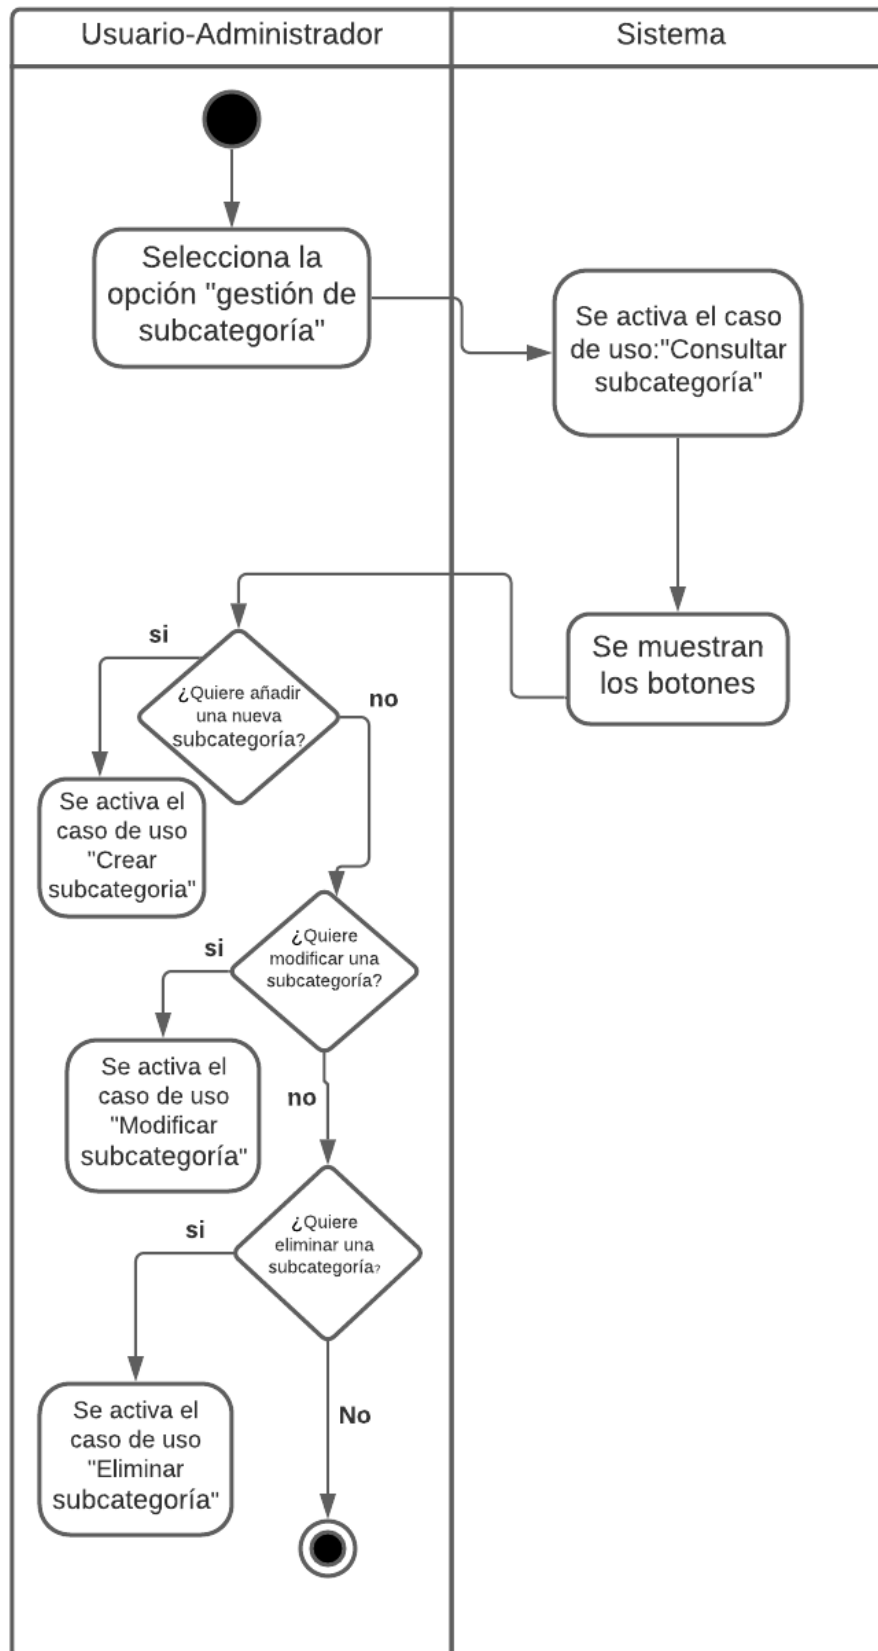 Usuario-Administrador
Sistema
Selecciona la
opción "gestión de
subcategoría"
Se activa el caso
de uso:"Consultar
subcategoría"
Se muestran
los botones
si
¿Quiere añadir
una nueva
subcategoría?
no
Se activa el
caso de uso
"Crear
subcategoria"
¿Quiere
modificar una
subcategoría?
si
Se activa el
caso de uso
"Modificar
subcategoría"
no
¿Quiere
eliminar una
subcategoría?
si
Se activa el
caso de uso
"Eliminar
subcategoría"
No